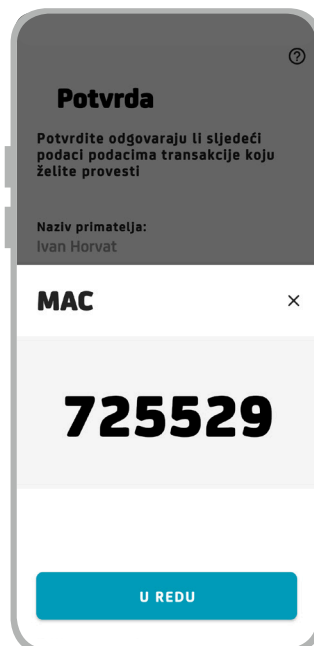 Potvrda
Potvrdite odgovaraju li sljedeći
podaci podacima transakcije koju
želite provesti
Naziv primatelja:
Ivan Horvat
MAC
725529
U REDU